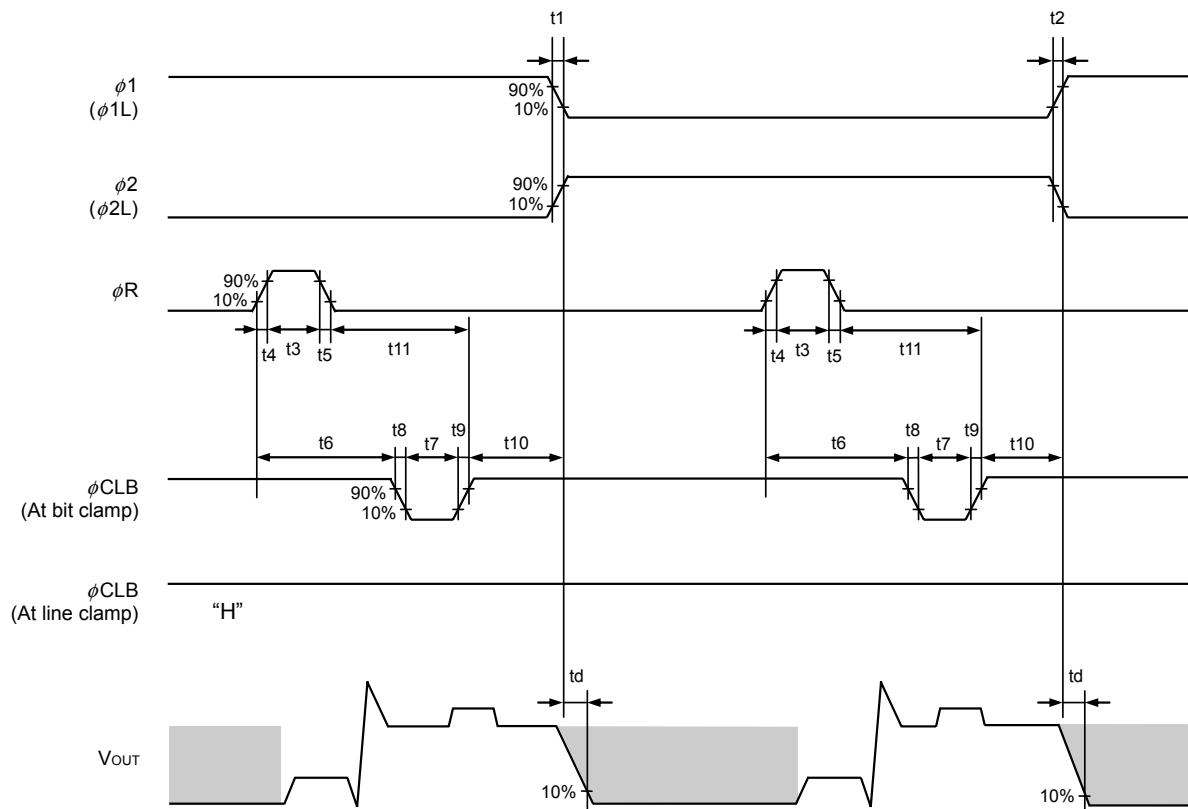 t1 t2
ϕ1
(ϕ1L)
90%
10%
ϕ2
(ϕ2L)
90%
10%
ϕR
90%
10%
t4 t3 t5 t11
t4 t3 t5 t11
t6 t8 t7 t9 t10
t6 t8 t7 t9 t10
ϕCLB
(At bit clamp)
90%
10%
ϕCLB
(At line clamp)
“H”
td
td
VOUT
10%
10%